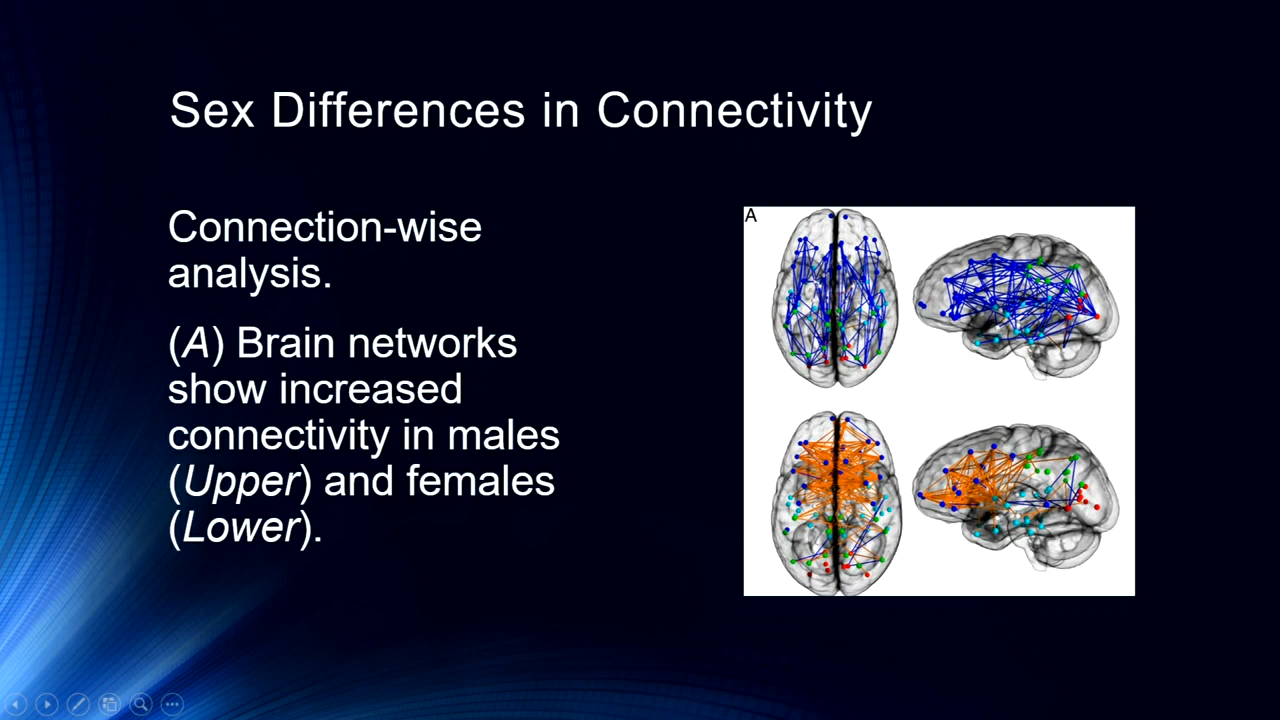 Sex Differences in Connectivity
Connection-wise
analysis.
(A) Brain networks
show increased
connectivity in males
(Upper) and females
(Lower).
A